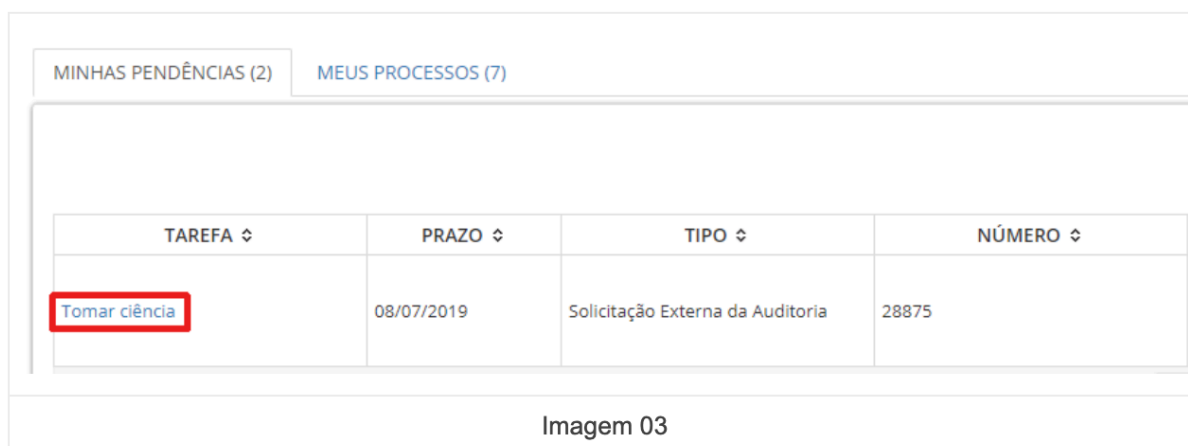 MINHAS PENDÊNCIAS (2) MEUS PROCESSOS (7)
TAREFA PRAZO TIPO NÚMERO
Tomar ciência 08/07/2019 Solicitação Externa da Auditoria 28875
Imagem 03